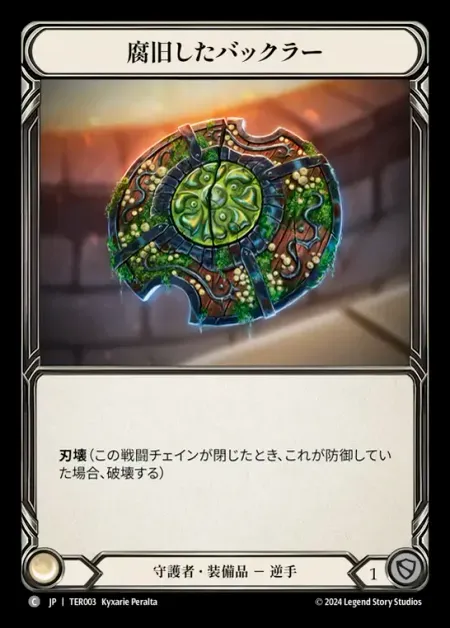 腐旧したバックラー
刃壊(この戦闘チェインが閉じたとき、これが防御してい
た場合、破壊する)
守護者・装備品 － 逆手
1
C JP | TER003 Kyxarie Peralta
© 2024 Legend Story Studios